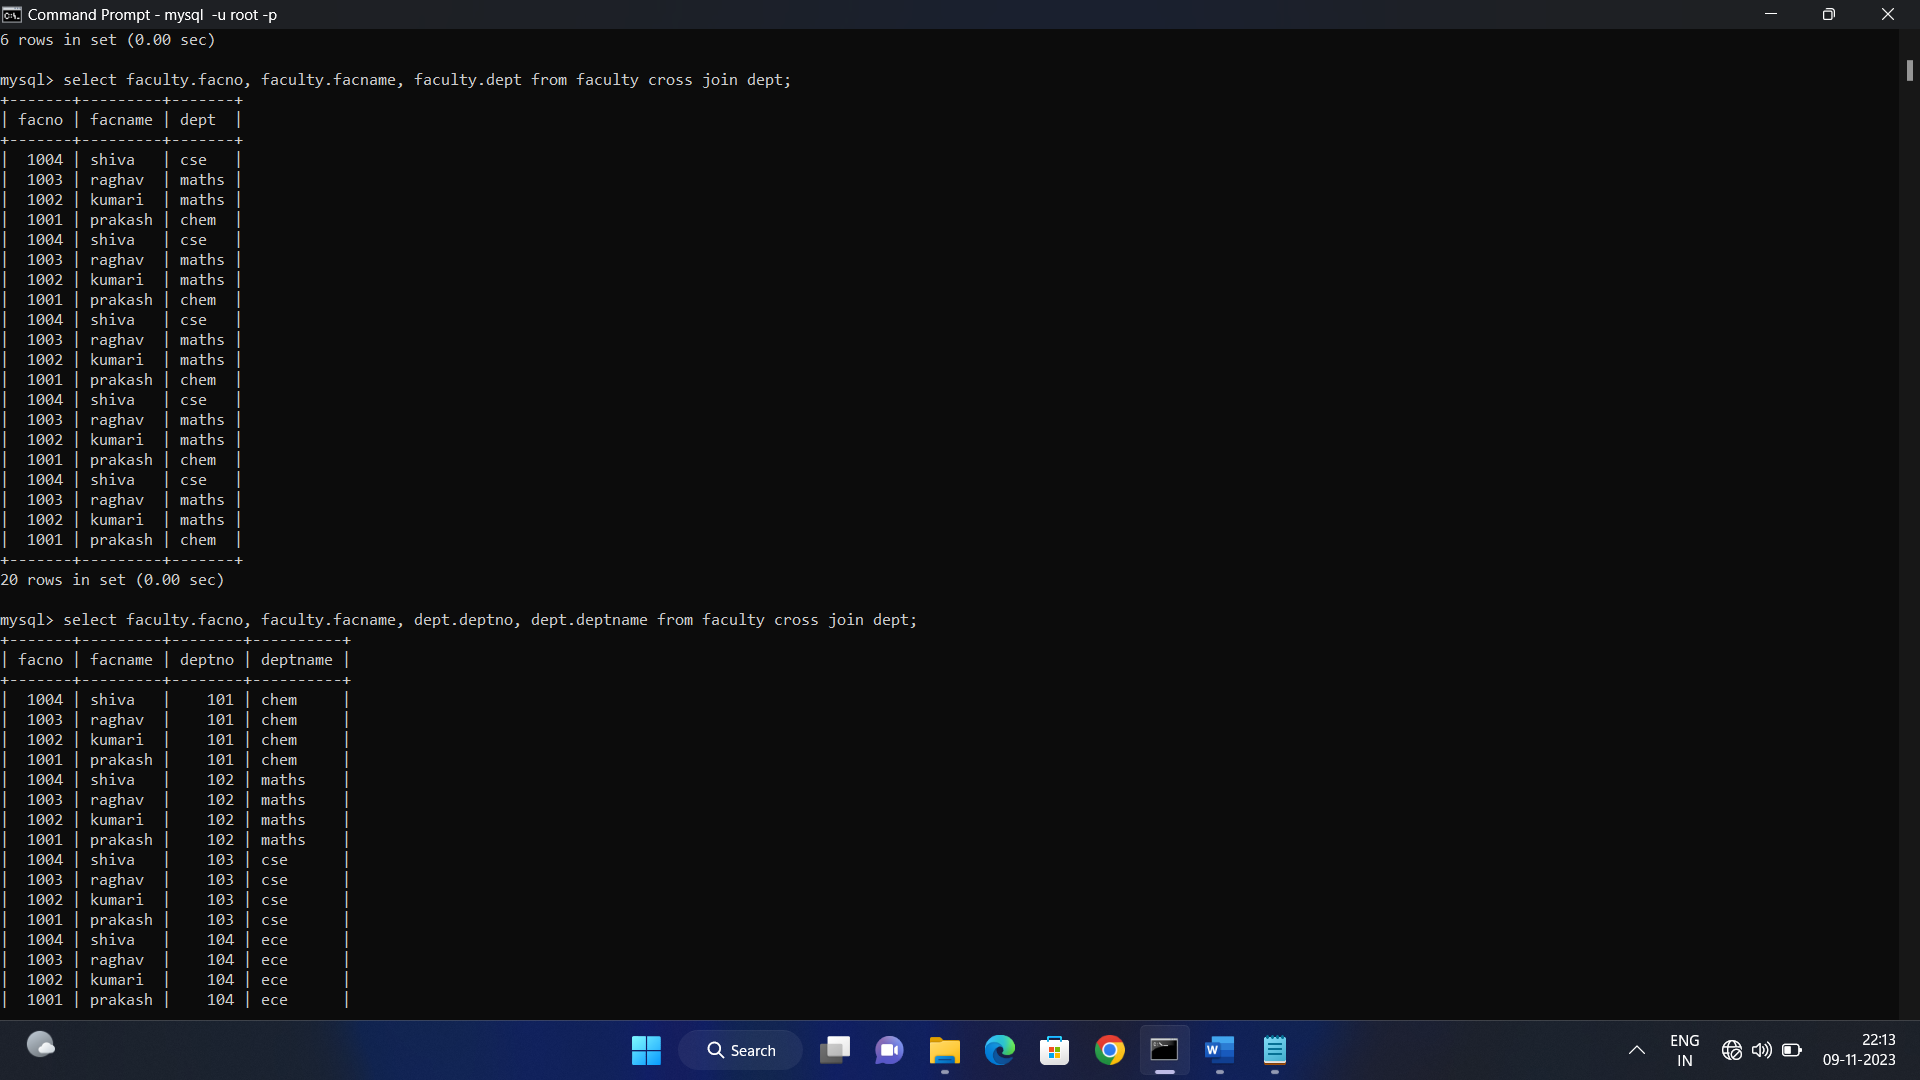 Command Prompt - mysql  -u root -p
6 rows in set (0.00 sec)
mysql> select faculty.facno, faculty.facname, faculty.dept from faculty cross join dept;
+-------+---------+-------+
| facno | facname | dept  |
+-------+---------+-------+
|  1004 | shiva   | cse   |
|  1003 | raghav  | maths |
|  1002 | kumari  | maths |
|  1001 | prakash | chem  |
|  1004 | shiva   | cse   |
|  1003 | raghav  | maths |
|  1002 | kumari  | maths |
|  1001 | prakash | chem  |
|  1004 | shiva   | cse   |
|  1003 | raghav  | maths |
|  1002 | kumari  | maths |
|  1001 | prakash | chem  |
|  1004 | shiva   | cse   |
|  1003 | raghav  | maths |
|  1002 | kumari  | maths |
|  1001 | prakash | chem  |
|  1004 | shiva   | cse   |
|  1003 | raghav  | maths |
|  1002 | kumari  | maths |
|  1001 | prakash | chem  |
+-------+---------+-------+
20 rows in set (0.00 sec)
mysql> select faculty.facno, faculty.facname, dept.deptno, dept.deptname from faculty cross join dept;
+-------+---------+--------+----------+
| facno | facname | deptno | deptname |
+-------+---------+--------+----------+
|  1004 | shiva   |    101 | chem     |
|  1003 | raghav  |    101 | chem     |
|  1002 | kumari  |    101 | chem     |
|  1001 | prakash |    101 | chem     |
|  1004 | shiva   |    102 | maths    |
|  1003 | raghav  |    102 | maths    |
|  1002 | kumari  |    102 | maths    |
|  1001 | prakash |    102 | maths    |
|  1004 | shiva   |    103 | cse      |
|  1003 | raghav  |    103 | cse      |
|  1002 | kumari  |    103 | cse      |
|  1001 | prakash |    103 | cse      |
|  1004 | shiva   |    104 | ece      |
|  1003 | raghav  |    104 | ece      |
|  1002 | kumari  |    104 | ece      |
|  1001 | prakash |    104 | ece      |
Search
ENG
IN
22:13
09-11-2023